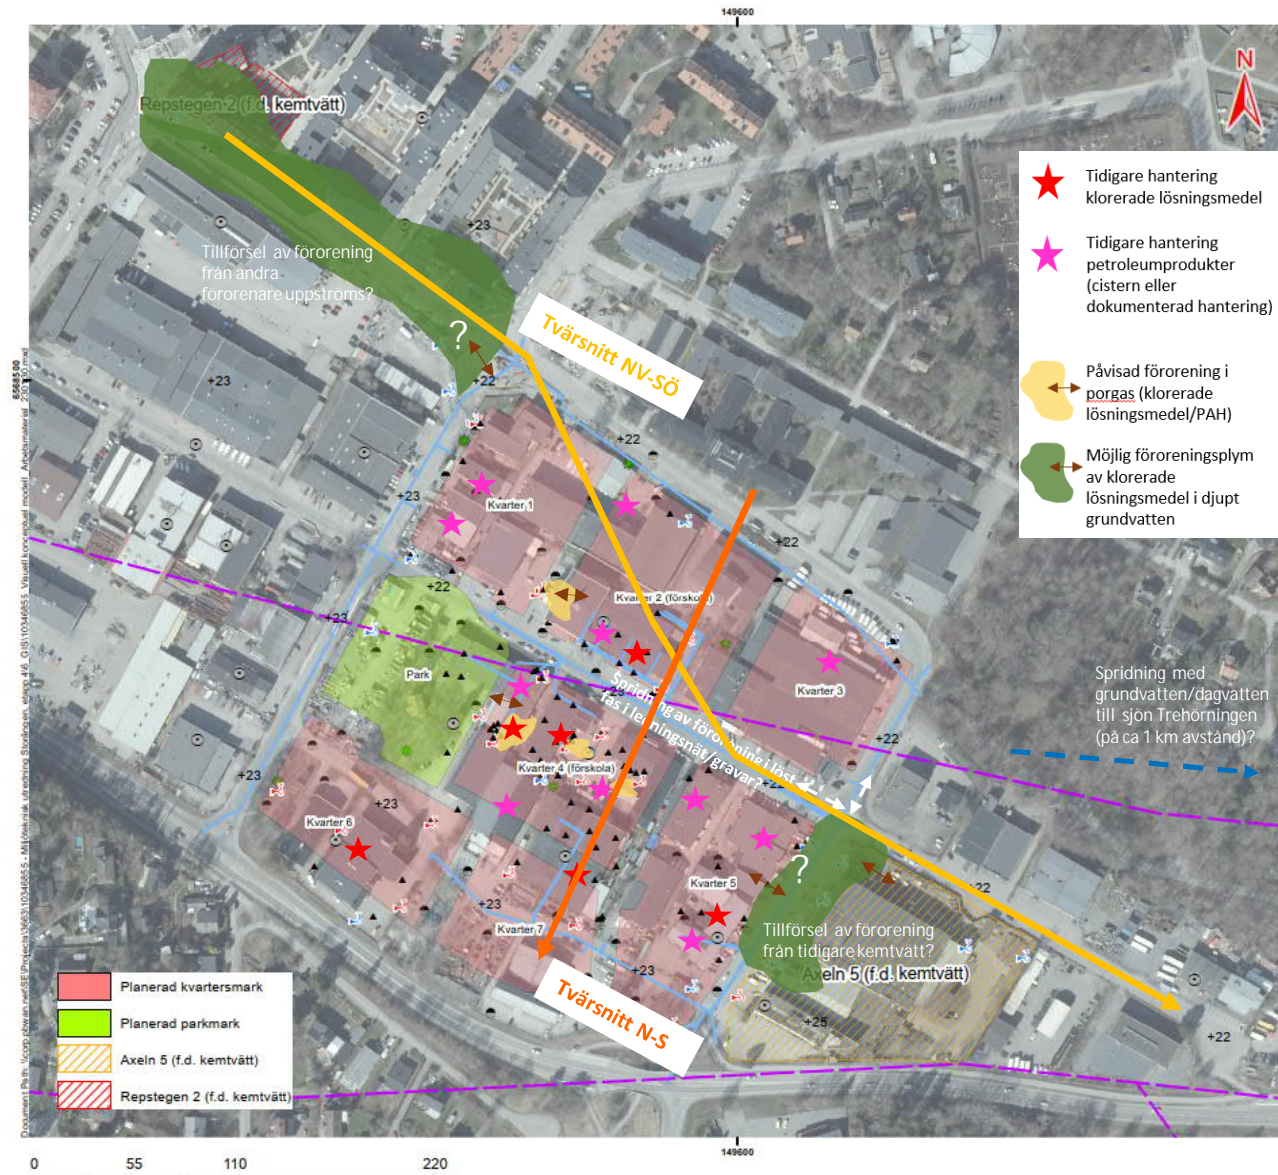 149600
N
Repstegen 2 (f.d. kemtvätt)
+23
Tillförsel av förorening
från andra
förorenare uppströms?
?
Tvärsnitt NV-SÖ
Tidigare hantering
klorerade lösningsmedel
Tidigare hantering
petroleumprodukter
(cistern eller
dokumenterad hantering)
Påvisad förorening i
porgas (klorerade
lösningsmedel/PAH)
Möjlig föroreningsplym
av klorerade
lösningsmedel i djupt
grundvatten
6568500
+23
+22
+22
+23
Kvarter 1
+22
+22
+23
Kvarter 2 (förskola)
Park
Kvarter 3
+23
Spridning av förorening i löst
fas i ledningsnät/gravar?
Spridning med
grundvatten/dagvatten
till sjön Trehörningen
(på ca 1 km avstånd)?
+22
+22
Kvarter 4 (förskola)
+23
+23
Kvarter 6
?
Kvarter 5
+22
+23
Kvarter 7
Tillförsel av förorening
från tidigare kemtvätt?
Axeln 5 (f.d. kemtvätt)
+23
+25
+22
Tvärsnitt N-S
Planerad kvartersmark
Planerad parkmark
Axeln 5 (f.d. kemtvätt)
Repstegen 2 (f.d. kemtvätt)
149600
0 55 110 220